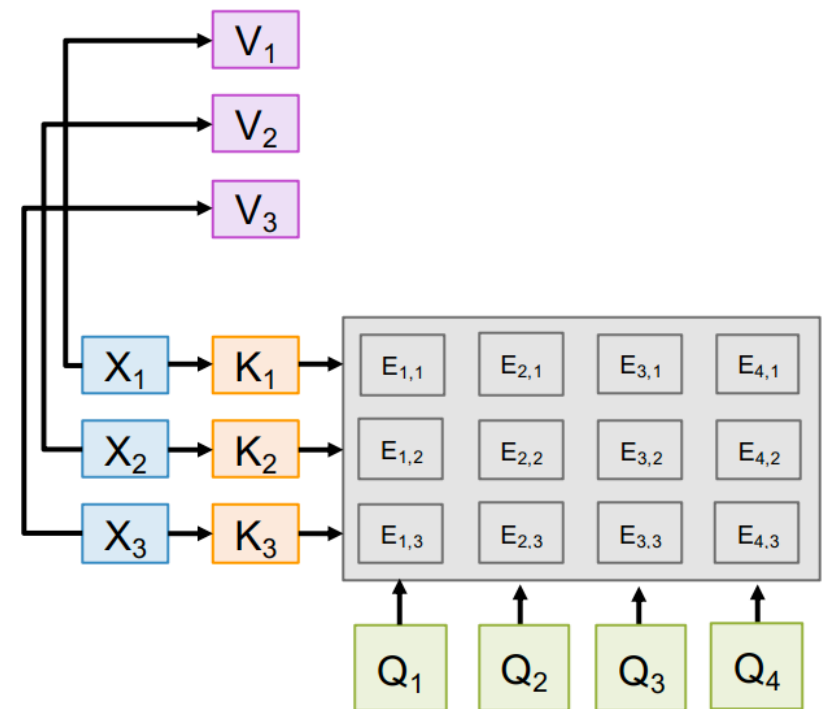 V₁
V₂
V₃
X₁ K₁ E₁,₁ E₂,₁ E₃,₁ E₄,₁
X₂ K₂ E₁,₂ E₂,₂ E₃,₂ E₄,₂
X₃ K₃ E₁,₃ E₂,₃ E₃,₃ E₄,₃
Q₁ Q₂ Q₃ Q₄